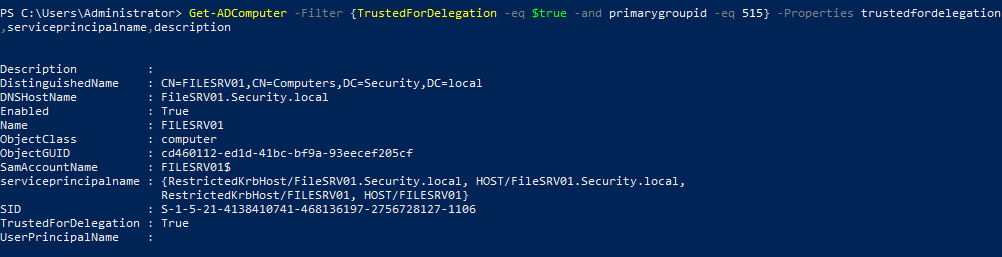 PS C:\Users\Administrator> Get-ADComputer -Filter {TrustedForDelegation -eq $true -and primarygroupid -eq 515} -Properties trustedfordelegation
,serviceprincipalname,description
Description :
DistinguishedName : CN=FILESRV01,CN=Computers,DC=Security,DC=local
DNSHostName : FileSRV01.Security.local
Enabled : True
Name : FILESRV01
ObjectClass : computer
ObjectGUID : cd460112-ed1d-41bc-bf9a-93eecef205cf
SamAccountName : FILESRV01$
serviceprincipalname : {RestrictedKrbHost/FileSRV01.Security.local, HOST/FileSRV01.Security.local,
RestrictedKrbHost/FILESRV01, HOST/FILESRV01}
SID : S-1-5-21-4138410741-468136197-2756728127-1106
TrustedForDelegation : True
UserPrincipalName :